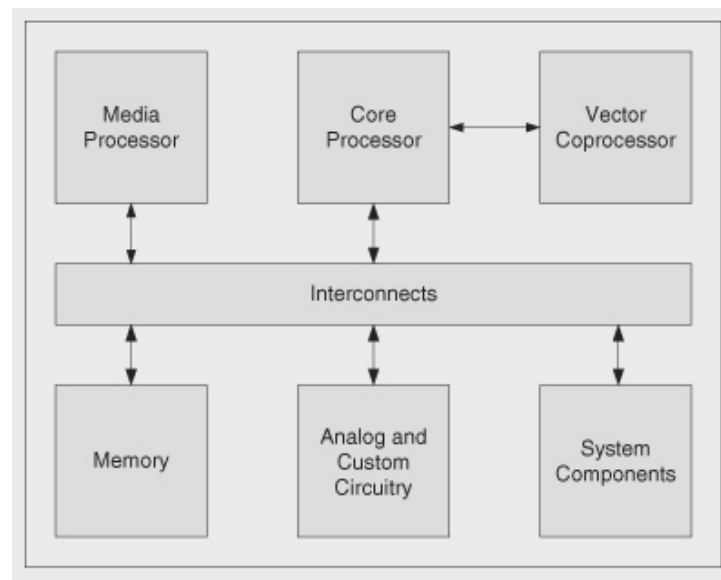 Media
Processor
Core
Processor
Vector
Coprocessor
Interconnects
Memory
Analog and
Custom
Circuitry
System
Components